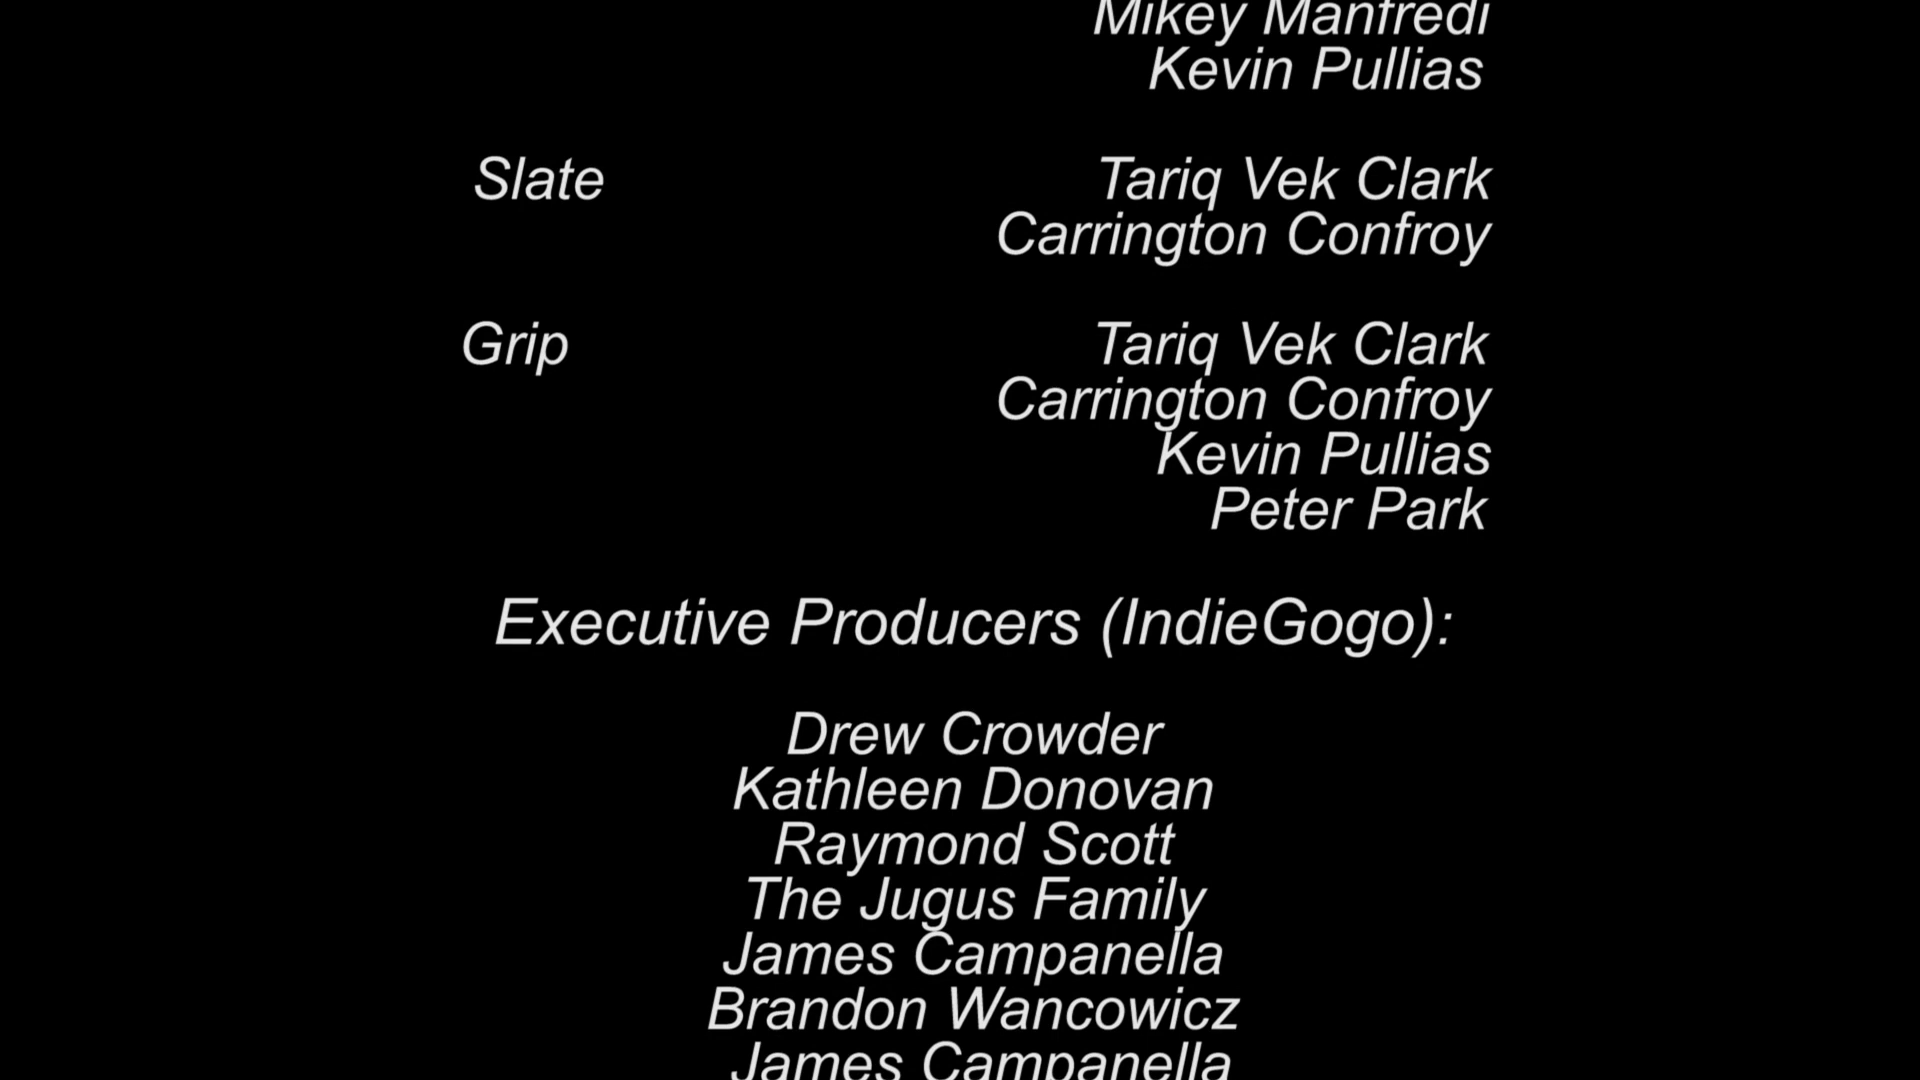 Mikey Manfredi
Kevin Pullias
Slate Tariq Vek Clark
Carrington Confroy
Grip Tariq Vek Clark
Carrington Confroy
Kevin Pullias
Peter Park
Executive Producers (IndieGogo):
Drew Crowder
Kathleen Donovan
Raymond Scott
The Jugus Family
James Campanella
Brandon Wancowicz
James Campanella